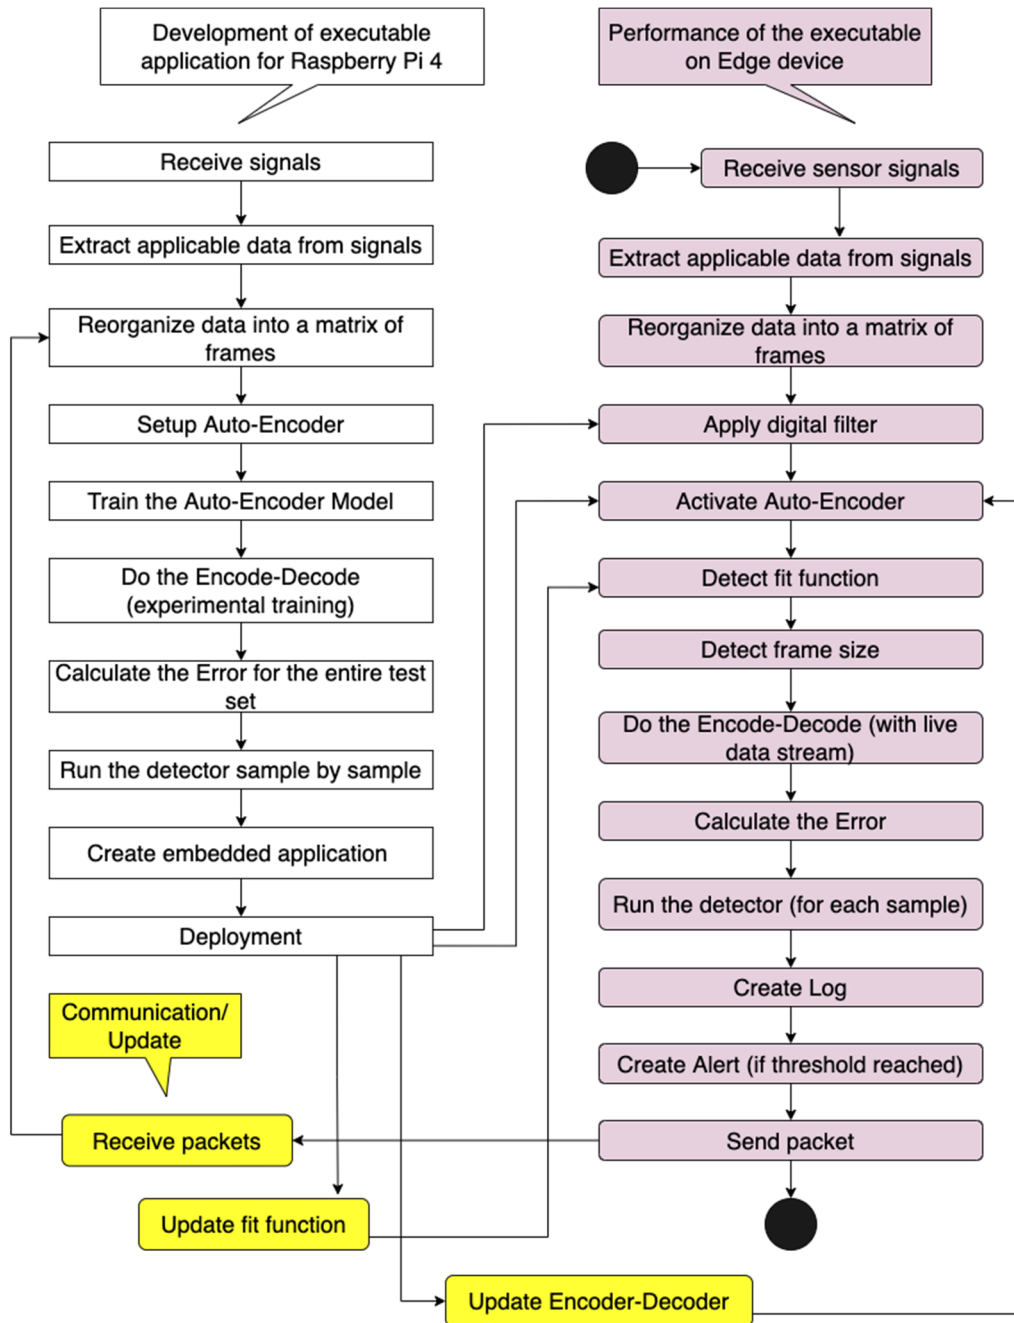 Development of executable
application for Raspberry Pi 4
Receive signals
Extract applicable data from signals
Reorganize data into a matrix of
frames
Setup Auto-Encoder
Train the Auto-Encoder Model
Do the Encode-Decode
(experimental training)
Calculate the Error for the entire test
set
Run the detector sample by sample
Create embedded application
Deployment
Communication/
Update
Receive packets
Update fit function
Update Encoder-Decoder
Performance of the executable
on Edge device
Receive sensor signals
Extract applicable data from signals
Reorganize data into a matrix of
frames
Apply digital filter
Activate Auto-Encoder
Detect fit function
Detect frame size
Do the Encode-Decode (with live
data stream)
Calculate the Error
Run the detector (for each sample)
Create Log
Create Alert (if threshold reached)
Send packet